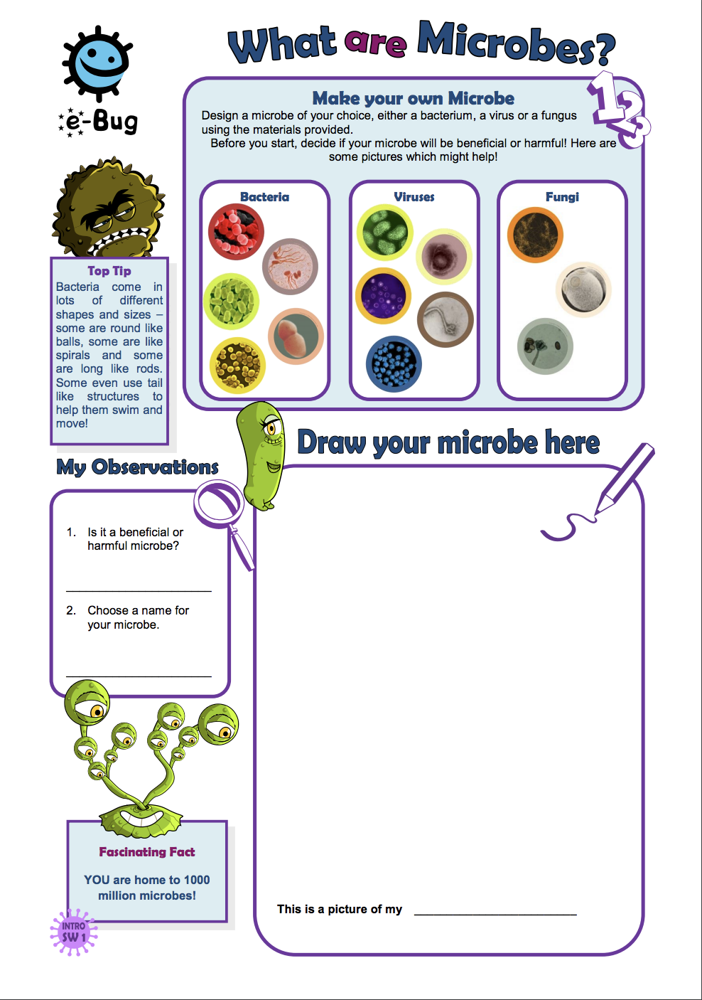 What are Microbes?
e-Bug
Make your own Microbe
Design a microbe of your choice, either a bacterium, a virus or a fungus
using the materials provided.
Before you start, decide if your microbe will be beneficial or harmful! Here are
some pictures which might help!
123
Bacteria
Viruses
Fungi
Top Tip
Bacteria come in
lots of different
shapes and sizes –
some are round like
balls, some are like
spirals and some
are long like rods.
Some even use tail
like structures to
help them swim and
move!
My Observations
1. Is it a beneficial or
harmful microbe?
2. Choose a name for
your microbe.
Draw your microbe here
This is a picture of my
Fascinating Fact
YOU are home to 1000
million microbes!
INTRO
SW 1